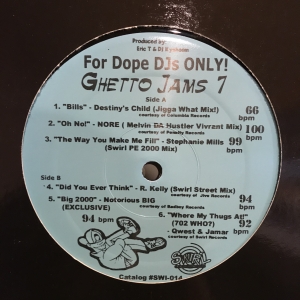 Produced by
Eric T & DJ
For Dope DJs ONLY!
GHETTO JAMS 7
Side A
1. "Bills" - Destiny's Child (Jigga What Mix!) 66
courtesy of Columbia Records bpm
2. "Oh No!" - NORE ( Melvin DA Hustler Vivrant Mix) 100
courtesy of Penalty Records bpm
3. "The Way You Make Me Fill" - Stephanie Mills 99
(Swirl PE 2000 Mix) bpm
Side B
4. "Did You Ever Think" - R. Kelly (Swirl Street Mix) 94
courtesy of Jive Records bpm
5. "Big 2000" - Notorious BIG
(EXCLUSIVE) courtesy of Badboy Records
94 bpm
6. "Where My Thugs At!" 92
(702 WHO?) bpm
- Qwest & Jamar
courtesy of Swirl Records
SWIRL
Catalog #SWI-014